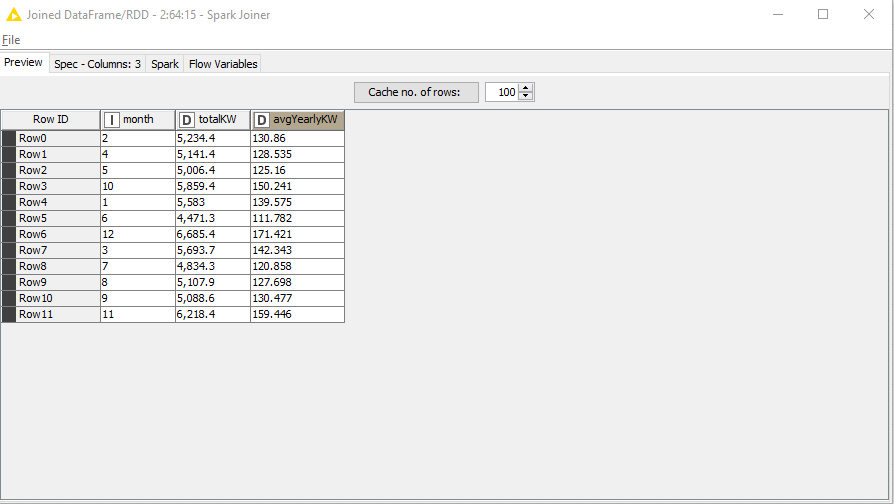 Joined DataFrame/RDD - 2:64:15 - Spark Joiner
File
Preview Spec - Columns: 3 Spark Flow Variables
Cache no. of rows: 100
Row ID I month D totalKW D avgYearlyKW
Row0 2 5,234.4 130.86
Row1 4 5,141.4 128.535
Row2 5 5,006.4 125.16
Row3 10 5,859.4 150.241
Row4 1 5,583 139.575
Row5 6 4,471.3 111.782
Row6 12 6,685.4 171.421
Row7 3 5,693.7 142.343
Row8 7 4,834.3 120.858
Row9 8 5,107.9 127.698
Row10 9 5,088.6 130.477
Row11 11 6,218.4 159.446